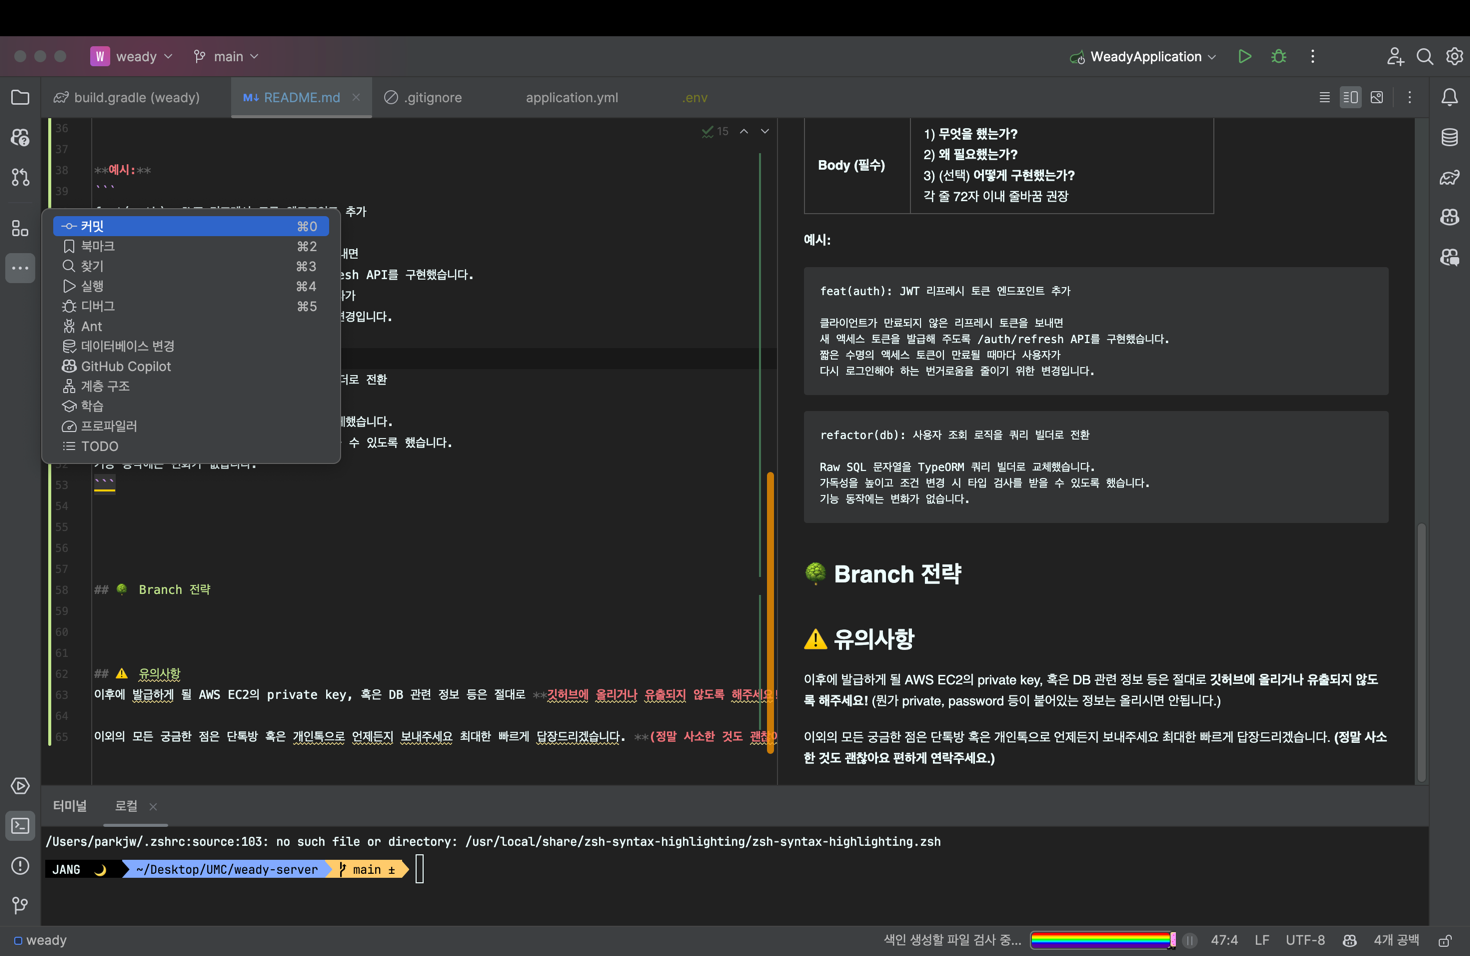 W weady main
WeadyApplication
build.gradle (weady) M↓ README.md .gitignore application.yml .env
15
36
37
38 **예시:**
39 ```
추가
커밋 ⌘0
북마크 ⌘2
찾기 ⌘3
실행 ⌘4
디버그 ⌘5
Ant
데이터베이스 변경
GitHub Copilot
계층 구조
학습
프로파일러
TODO
내면
esh API를 구현했습니다.
가
변경입니다.
더로 전환
체했습니다.
수 있도록 했습니다.
53 ```
54
55
56
57
58 ## 🌳 Branch 전략
59
60
61
62 ## ⚠️ 유의사항
63 이후에 발급하게 될 AWS EC2의 private key, 혹은 DB 관련 정보 등은 절대로 **깃허브에 올리거나 유출되지 않도록 해주세요!
64
65 이외의 모든 궁금한 점은 단톡방 혹은 개인톡으로 언제든지 보내주세요 최대한 빠르게 답장드리겠습니다. **(정말 사소한 것도
Body (필수)
1) 무엇을 했는가?
2) 왜 필요했는가?
3) (선택) 어떻게 구현했는가?
각 줄 72자 이내 줄바꿈 권장
예시:
feat(auth): JWT 리프레시 토큰 엔드포인트 추가
클라이언트가 만료되지 않은 리프레시 토큰을 보내면
새 액세스 토큰을 발급해 주도록 /auth/refresh API를 구현했습니다.
짧은 수명의 액세스 토큰이 만료될 때마다 사용자가
다시 로그인해야 하는 번거로움을 줄이기 위한 변경입니다.
refactor(db): 사용자 조회 로직을 쿼리 빌더로 전환
Raw SQL 문자열을 TypeORM 쿼리 빌더로 교체했습니다.
가독성을 높이고 조건 변경 시 타입 검사를 받을 수 있도록 했습니다.
기능 동작에는 변화가 없습니다.
🌳 Branch 전략
⚠️ 유의사항
이후에 발급하게 될 AWS EC2의 private key, 혹은 DB 관련 정보 등은 절대로 깃허브에 올리거나 유출되지 않도
록 해주세요! (뭔가 private, password 등이 붙어있는 정보는 올리시면 안됩니다.)
이외의 모든 궁금한 점은 단톡방 혹은 개인톡으로 언제든지 보내주세요 최대한 빠르게 답장드리겠습니다. (정말 사소
한 것도 괜찮아요 편하게 연락주세요.)
터미널 로컬
/Users/parkjw/.zshrc:source:103: no such file or directory: /usr/local/share/zsh-syntax-highlighting/zsh-syntax-highlighting.zsh
JANG 🌙 ~/Desktop/UMC/weady-server main ±
weady
색인 생성할 파일 검사 중... 47:4 LF UTF-8 4개 공백